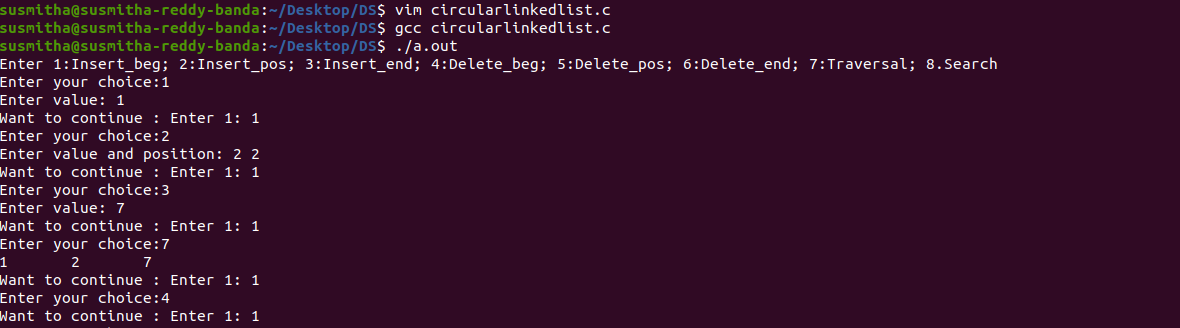 susmitha@susmitha-reddy-banda:~/Desktop/DS$ vim circularlinkedlist.c
susmitha@susmitha-reddy-banda:~/Desktop/DS$ gcc circularlinkedlist.c
susmitha@susmitha-reddy-banda:~/Desktop/DS$ ./a.out
Enter 1:Insert_beg; 2:Insert_pos; 3:Insert_end; 4:Delete_beg; 5:Delete_pos; 6:Delete_end; 7:Traversal; 8.Search
Enter your choice:1
Enter value: 1
Want to continue : Enter 1: 1
Enter your choice:2
Enter value and position: 2 2
Want to continue : Enter 1: 1
Enter your choice:3
Enter value: 7
Want to continue : Enter 1: 1
Enter your choice:7
1       2       7
Want to continue : Enter 1: 1
Enter your choice:4
Want to continue : Enter 1: 1